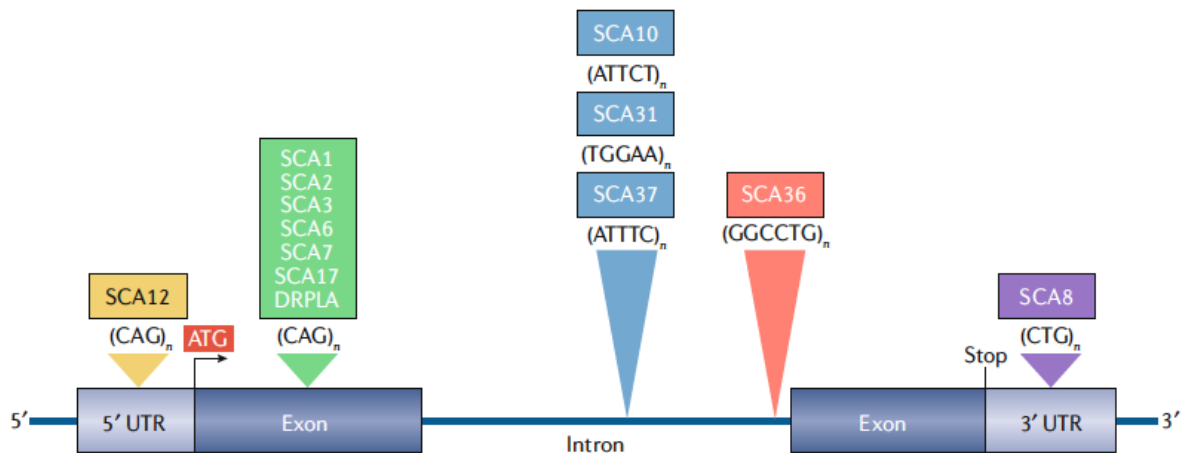 SCA10
(ATTCT)n
SCA31
(TGGAA)n
SCA1
SCA2
SCA3
SCA6
SCA7
SCA17
DRPLA
SCA37
(ATTTC)n
SCA36
(GGCCTG)n
SCA12
(CAG)n
ATG
(CAG)n
SCA8
(CTG)n
Stop
5′
5′ UTR
Exon
Intron
Exon
3′ UTR
3′